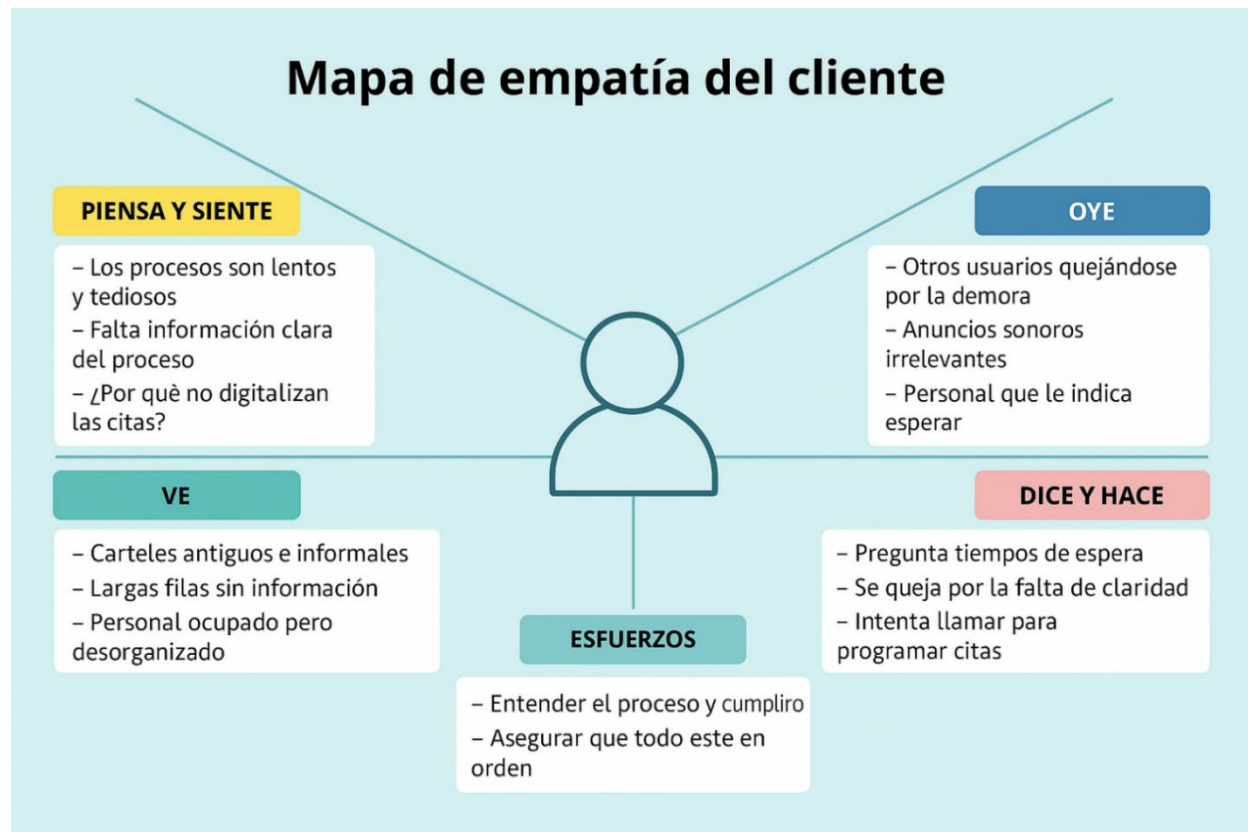 Mapa de empatía del cliente
PIENSA Y SIENTE
– Los procesos son lentos
y tediosos
– Falta información clara
del proceso
– ¿Por què no digitalizan
las citas?
OYE
– Otros usuarios quejándose
por la demora
– Anuncios sonoros
irrelevantes
– Personal que le indica
esperar
VE
– Carteles antiguos e informales
– Largas filas sin información
– Personal ocupado pero
desorganizado
DICE Y HACE
– Pregunta tiempos de espera
– Se queja por la falta de claridad
– Intenta llamar para
programar citas
ESFUERZOS
– Entender el proceso y cumpliro
– Asegurar que todo este en
orden